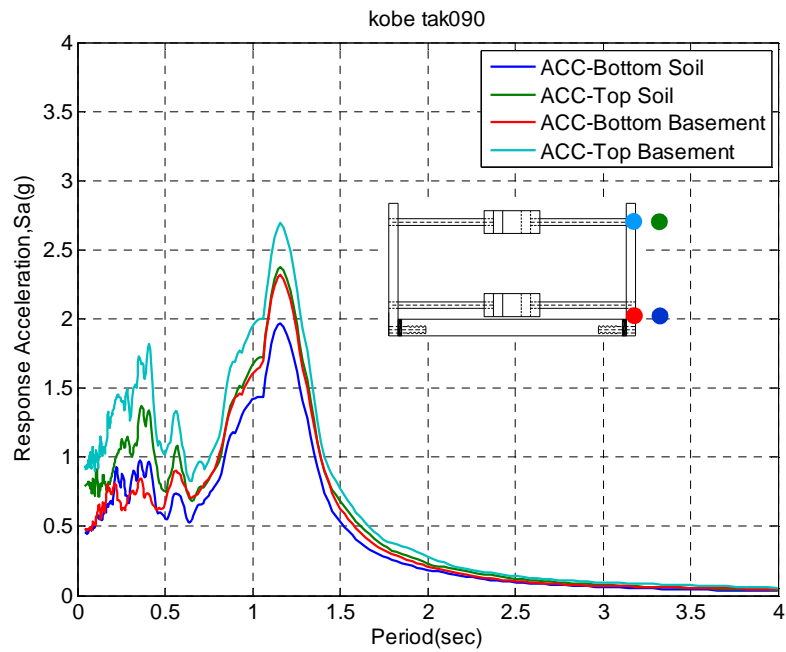 kobe tak090
4
3.5
3
2.5
2
1.5
1
0.5
0
Response Acceleration,Sa(g)
ACC-Bottom Soil
ACC-Top Soil
ACC-Bottom Basement
ACC-Top Basement
0 0.5 1 1.5 2 2.5 3 3.5 4
Period(sec)